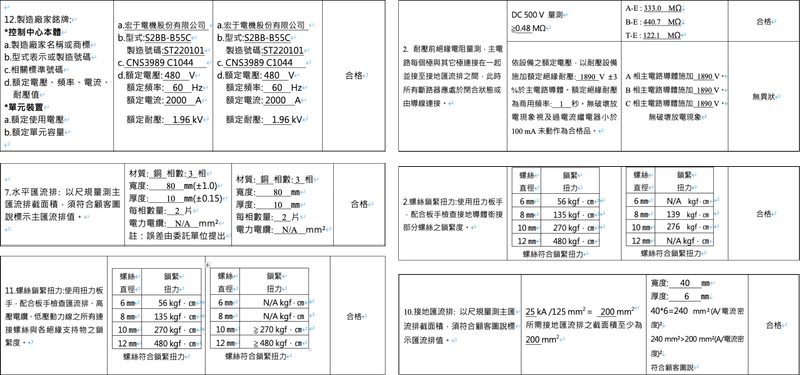 12.製造廠家銘牌:
*控制中心本體
a.製造廠家名稱或商標
b.型式表示或製造號碼
c.相關標準號碼
d.額定電壓、頻率、電流、
耐壓值
*單元裝置
a.額定使用電壓
b.額定單元容量
a.宏于電機股份有限公司
b.型式:S2BB-B55C
製造號碼:ST220101
c. CNS3989 C1044
d.額定電壓: 480 V
額定頻率: 60 Hz
額定電流: 2000 A
額定耐壓: 1.96 kV
a.宏于電機股份有限公司
b.型式:S2BB-B55C
製造號碼:ST220101
c. CNS3989 C1044
d.額定電壓: 480 V
額定頻率: 60 Hz
額定電流: 2000 A
額定耐壓: 1.96 kV
合格
DC 500 V 量測
≥0.48 MΩ
A-E : 333.0 MΩ
B-E : 440.7 MΩ
T-E : 122.1 MΩ
合格
2. 耐壓前絕緣電阻量測,主電
路每個極與其它極連接在一起
並接至接地匯流排之間,此時
所有斷路器應處於閉合狀態或
由導線連接。
依設備之額定電壓,以耐壓設備
施加額定絕緣耐壓: 1890 V ±3
%於主電路導體。額定絕緣耐壓
為商用頻率: 1 秒。無破壞放
電現象視及過電流繼電器小於
100 mA 未動作為合格品。
A 相主電路導體施加 1890 V
B 相主電路導體施加 1890 V
C 相主電路導體施加 1890 V
無破壞放電現象
無異狀
7.水平匯流排: 以尺規量測主
匯流排截面積,須符合顧客圖
說標示主匯流排值。
材質: 銅 相數: 3 相
寬度: 80 mm(±1.0)
厚度: 10 mm(±0.15)
每相數量: 2 片
電力電纜: N/A mm²
註:誤差由委託單位提出
材質: 銅 相數: 3 相
寬度: 80 mm
厚度: 10 mm
每相數量: 2 片
電力電纜: N/A mm²
合格
2.螺絲鎖緊扭力:使用扭力板手
,配合板手檢查接地導體銜接
部分螺絲之鎖緊度。
螺絲 鎖緊
直徑 扭力
6 mm 56 kgf﹒cm
8 mm 135 kgf﹒cm
10 mm 270 kgf﹒cm
12 mm 480 kgf﹒cm
螺絲 鎖緊
直徑 扭力
6 mm N/A kgf﹒cm
8 mm 139 kgf﹒cm
10 mm 276 kgf﹒cm
12 mm N/A kgf﹒cm
螺絲符合鎖緊扭力
合格
11.螺絲鎖緊扭力:使用扭力板
手,配合板手檢查匯流排、高
壓電纜、低壓動力線之所有連
接螺絲與各絕緣支持物之鎖
緊度。
螺絲 鎖緊
直徑 扭力
6 mm 56 kgf﹒cm
8 mm 135 kgf﹒cm
10 mm 270 kgf﹒cm
12 mm 480 kgf﹒cm
螺絲符合鎖緊扭力
螺絲 鎖緊
直徑 扭力
6 mm N/A kgf﹒cm
8 mm N/A kgf﹒cm
10 mm ≧270 kgf﹒cm
12 mm ≧480 kgf﹒cm
螺絲符合鎖緊扭力
合格
10.接地匯流排: 以尺規量測主匯
流排截面積,須符合顧客圖說標
示匯流排值。
25 kA /125 mm² = 200 mm²
所需接地匯流排之截面積至少為
200 mm²
寬度: 40 mm
厚度: 6 mm
40*6=240 mm² (A/電流密
度)²
240 mm²>200 mm²(A/電流密
度)²
符合顧客圖說
合格